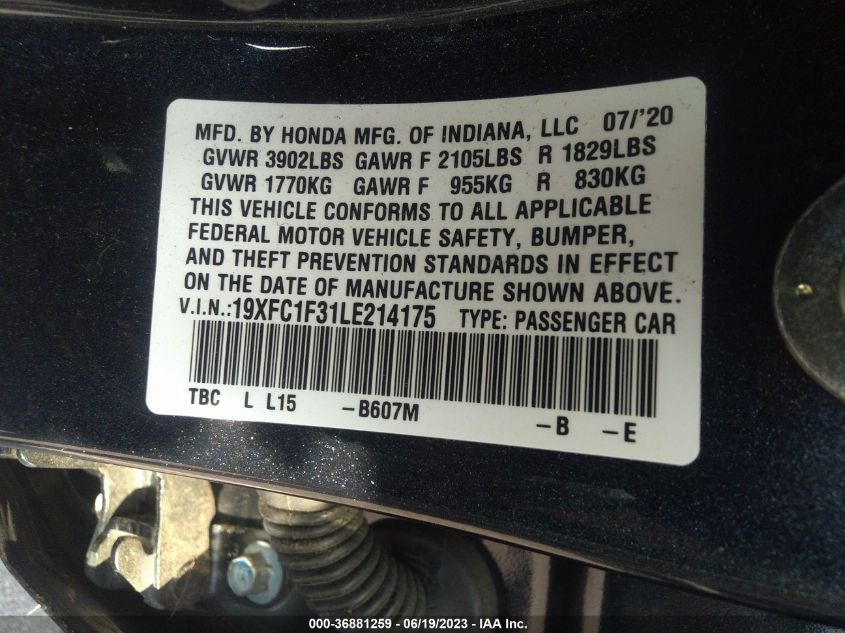 MFD. BY HONDA MFG. OF INDIANA, LLC 07/'20
GVWR 3902LBS GAWR F 2105LBS R 1829LBS
GVWR 1770KG GAWR F 955KG R 830KG
THIS VEHICLE CONFORMS TO ALL APPLICABLE
FEDERAL MOTOR VEHICLE SAFETY, BUMPER,
AND THEFT PREVENTION STANDARDS IN EFFECT
ON THE DATE OF MANUFACTURE SHOWN ABOVE.
V.I.N.:19XFC1F31LE214175 TYPE: PASSENGER CAR
TBC L L15 -B607M -B -E
000-36881259 - 06/19/2023 - IAA Inc.